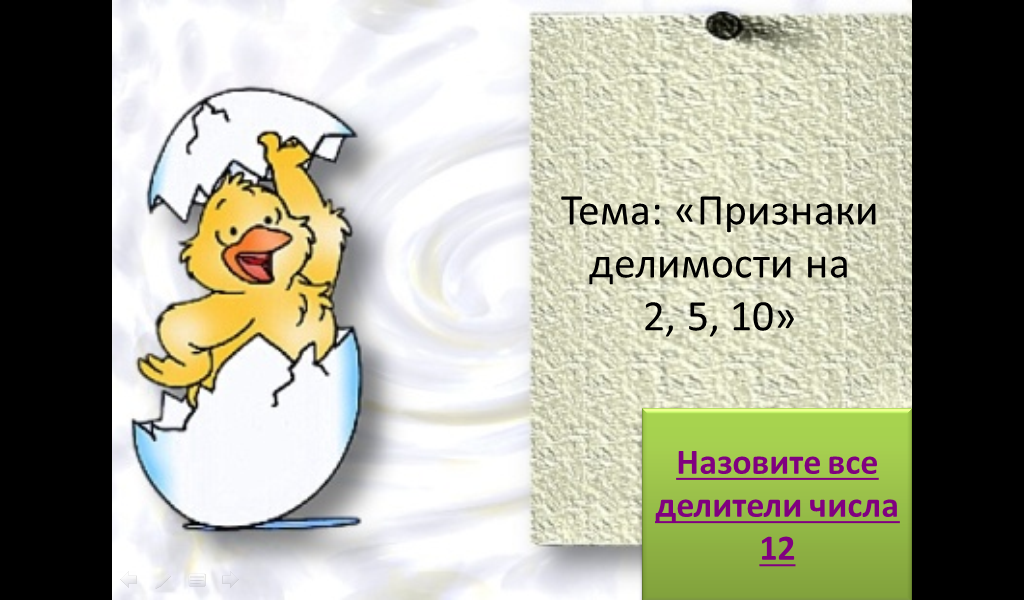 Тема: «Признаки
делимости на
2, 5, 10»
Назовите все
делители числа
12